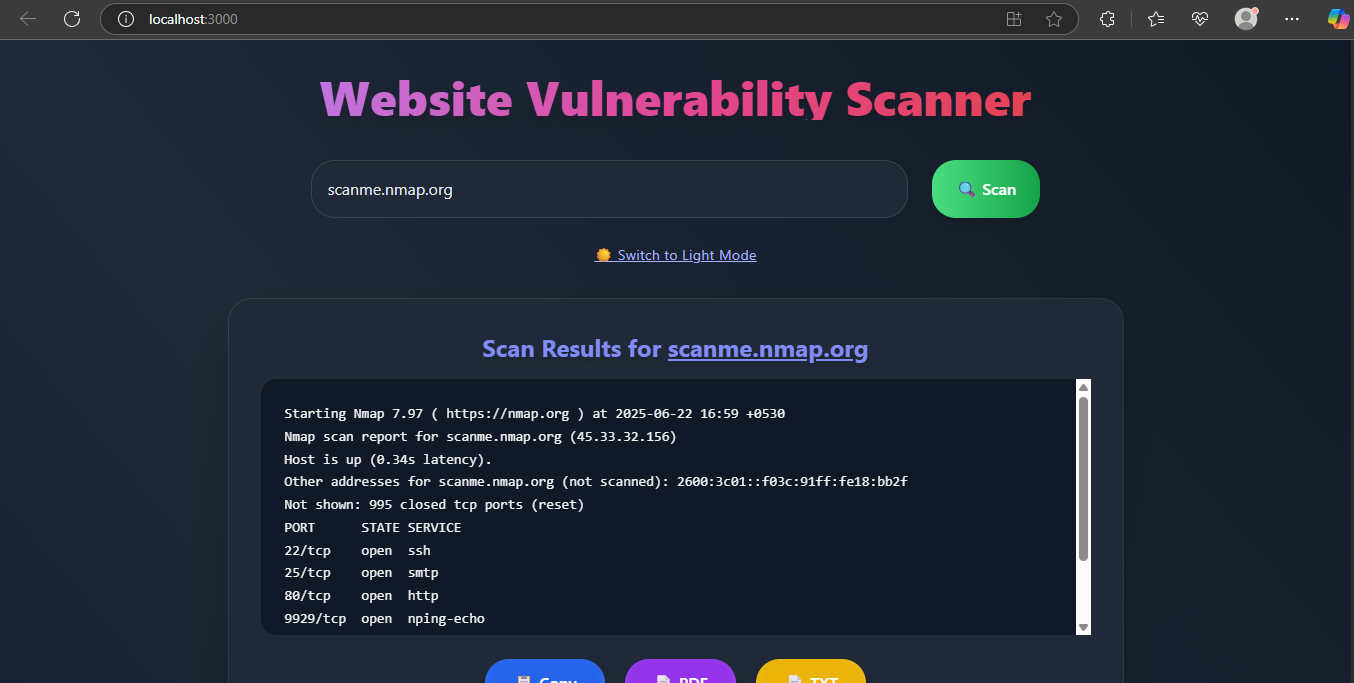 localhost:3000
Website Vulnerability Scanner
scanme.nmap.org
Scan
Switch to Light Mode
Scan Results for scanme.nmap.org
Starting Nmap 7.97 ( https://nmap.org ) at 2025-06-22 16:59 +0530
Nmap scan report for scanme.nmap.org (45.33.32.156)
Host is up (0.34s latency).
Other addresses for scanme.nmap.org (not scanned): 2600:3c01::f03c:91ff:fe18:bb2f
Not shown: 995 closed tcp ports (reset)
PORT STATE SERVICE
22/tcp open ssh
25/tcp open smtp
80/tcp open http
9929/tcp open nping-echo
Copy PDF TXT